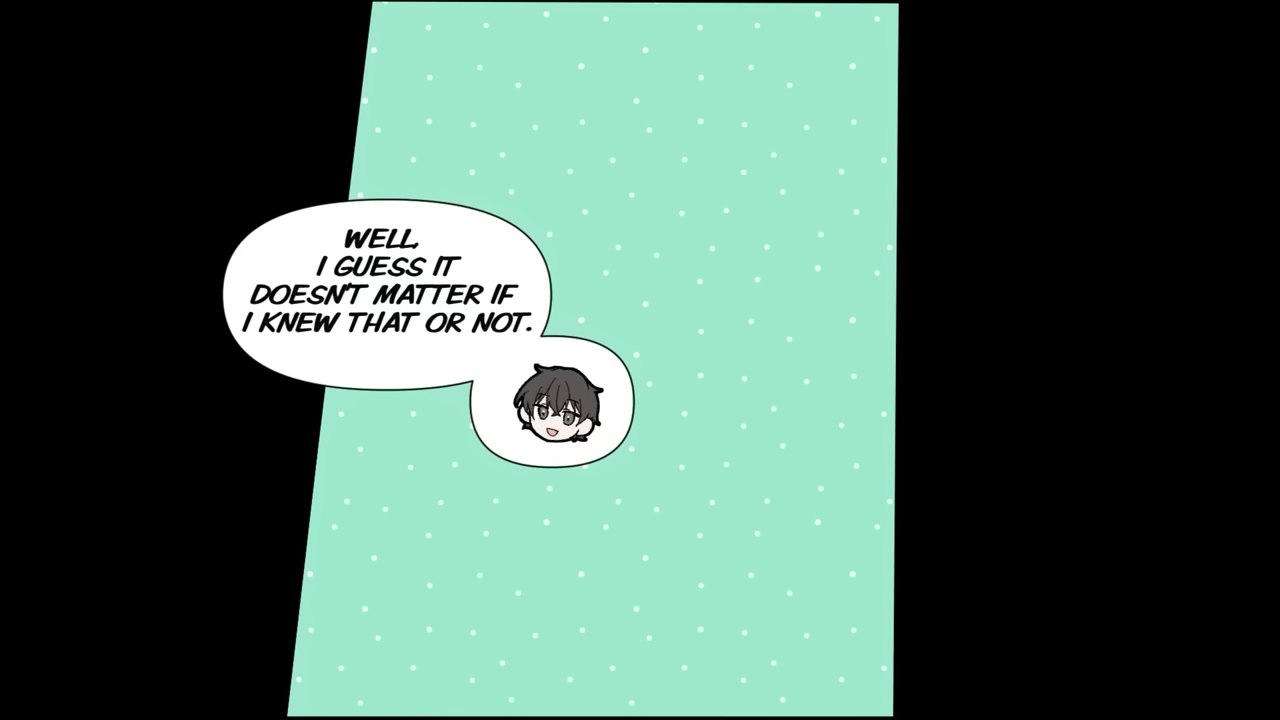 WELL,
I GUESS IT
DOESN'T MATTER IF
I KNEW THAT OR NOT.